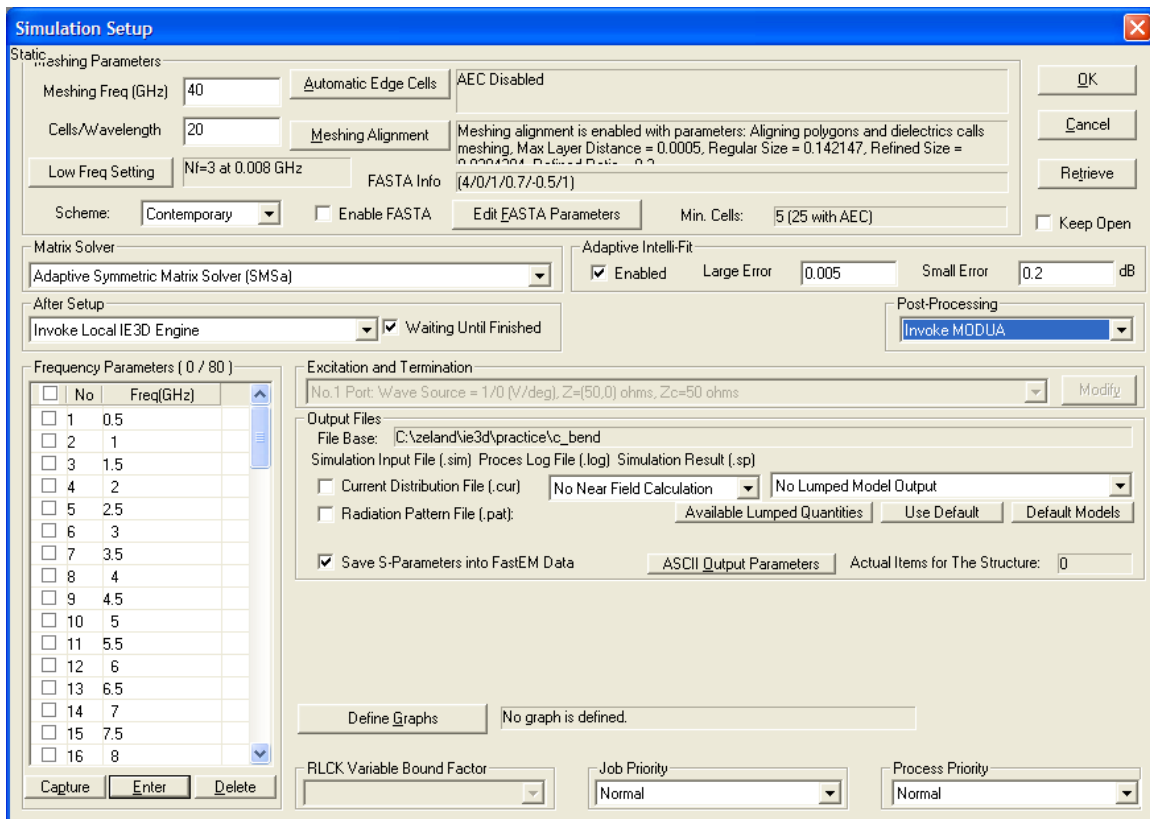 Simulation Setup
Static
Meshing Parameters
Meshing Freq (GHz) 40 Automatic Edge Cells AEC Disabled OK
Cells/Wavelength 20 Meshing Alignment Meshing alignment is enabled with parameters: Aligning polygons and dielectrics calls Cancel
meshing, Max Layer Distance = 0.0005, Regular Size = 0.142147, Refined Size =
Low Freq Setting Nf=3 at 0.008 GHz Retrieve
FASTA Info (4/0/1/0.7/-0.5/1)
Scheme: Contemporary Enable FASTA Edit FASTA Parameters Min. Cells: 5 (25 with AEC) Keep Open
Matrix Solver Adaptive Intelli-Fit
Adaptive Symmetric Matrix Solver (SMSa) Enabled Large Error 0.005 Small Error 0.2 dB
After Setup Post-Processing
Invoke Local IE3D Engine Waiting Until Finished Invoke MODUA
Frequency Parameters ( 0 / 80 ) Excitation and Termination
No Freq(GHz) No.1 Port: Wave Source = 1/0 (V/deg), Z=(50,0) ohms, Zc=50 ohms Modify
1 0.5 Output Files
2 1 File Base: C:\zeland\ie3d\practice\c_bend
3 1.5 Simulation Input File (.sim) Proces Log File (.log) Simulation Result (.sp)
4 2 Current Distribution File (.cur) No Near Field Calculation No Lumped Model Output
5 2.5 Radiation Pattern File (.pat): Available Lumped Quantities Use Default Default Models
6 3
7 3.5 Save S-Parameters into FastEM Data ASCII Output Parameters Actual Items for The Structure: 0
8 4
9 4.5
10 5
11 5.5
12 6
13 6.5
14 7 Define Graphs No graph is defined.
15 7.5
16 8 RLCK Variable Bound Factor Job Priority Process Priority
Capture Enter Delete Normal Normal